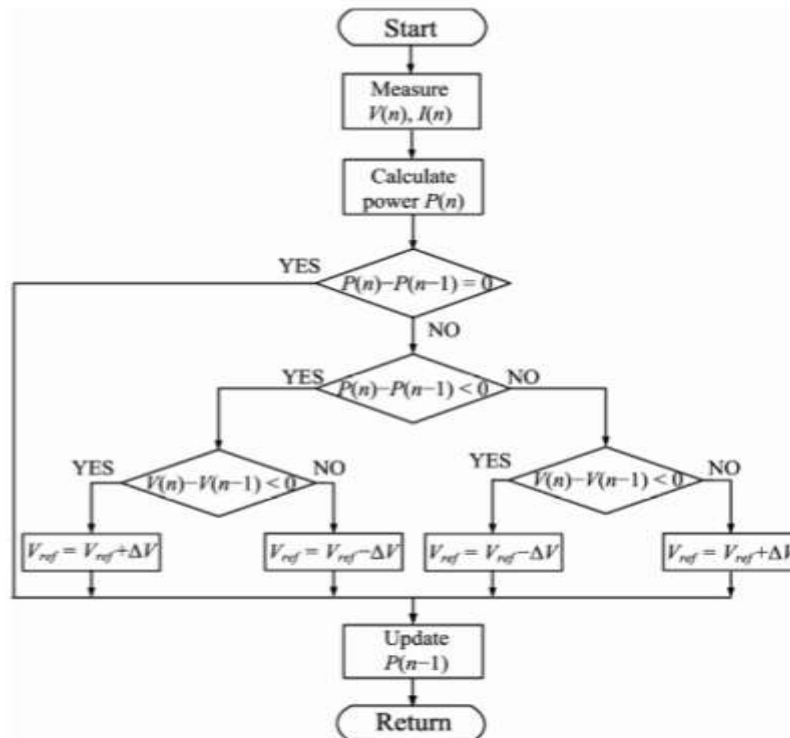 Start
Measure
V(n), I(n)
Calculate
power P(n)
YES
P(n)−P(n−1) = 0
NO
YES
P(n)−P(n−1) < 0
NO
YES
V(n)−V(n−1) < 0
NO
YES
V(n)−V(n−1) < 0
NO
Vref = Vref+ΔV
Vref = Vref−ΔV
Vref = Vref−ΔV
Vref = Vref+ΔV
Update
P(n−1)
Return